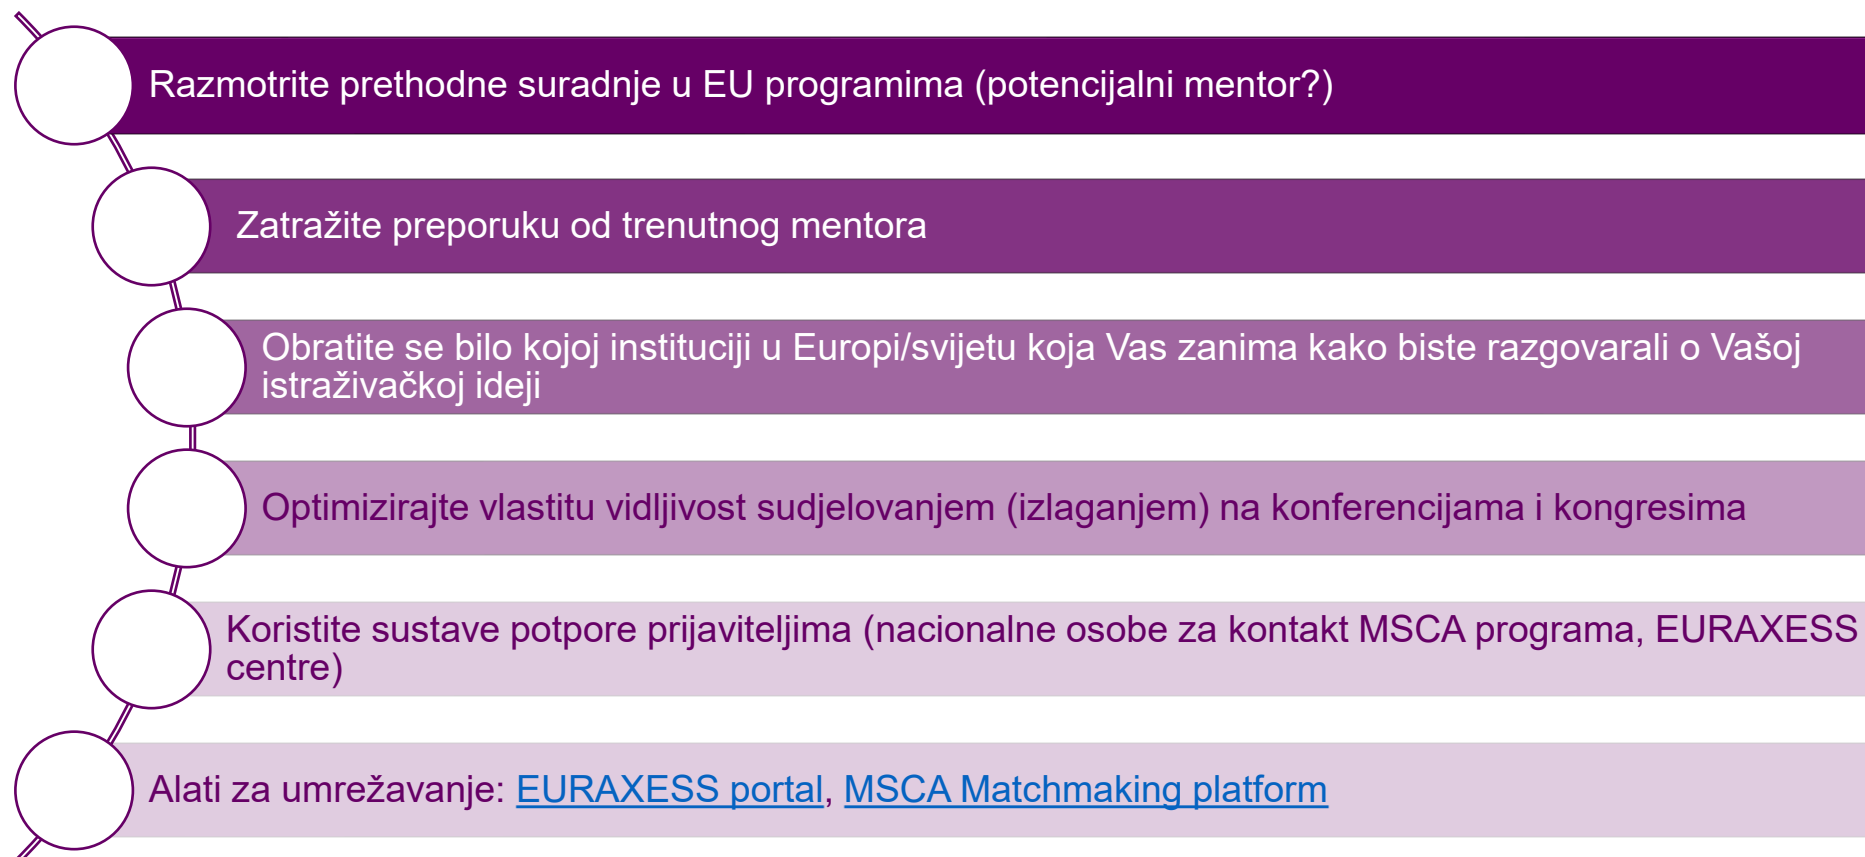 Razmotrite prethodne suradnje u EU programima (potencijalni mentor?)
Zatražite preporuku od trenutnog mentora
Obratite se bilo kojoj instituciji u Europi/svijetu koja Vas zanima kako biste razgovarali o Vašoj
istraživačkoj ideji
Optimizirajte vlastitu vidljivost sudjelovanjem (izlaganjem) na konferencijama i kongresima
Koristite sustave potpore prijaviteljima (nacionalne osobe za kontakt MSCA programa, EURAXESS
centre)
Alati za umrežavanje: EURAXESS portal, MSCA Matchmaking platform